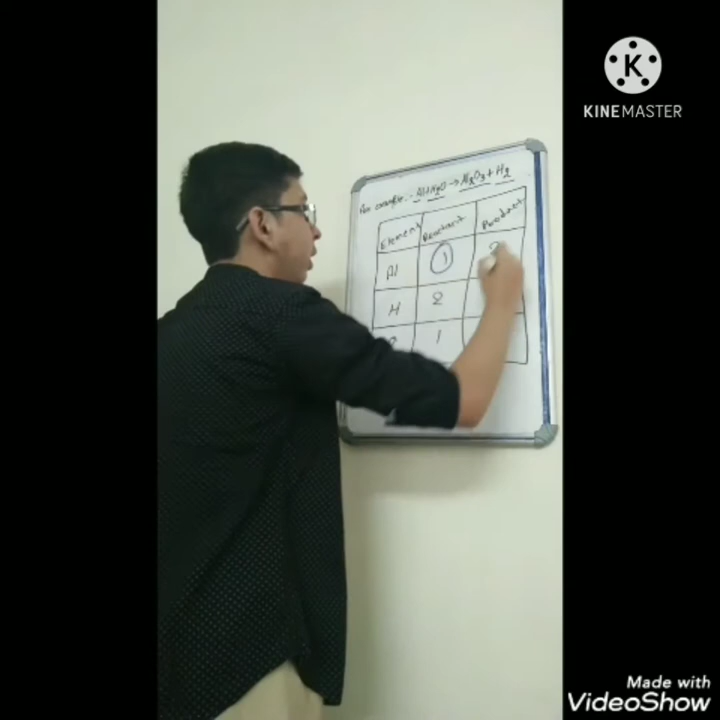 KINEMASTER
For example :- Al+H2O → Al2O3 + H2
Element Reactant Product
Al 1 2
H 2
1
Made with
VideoShow